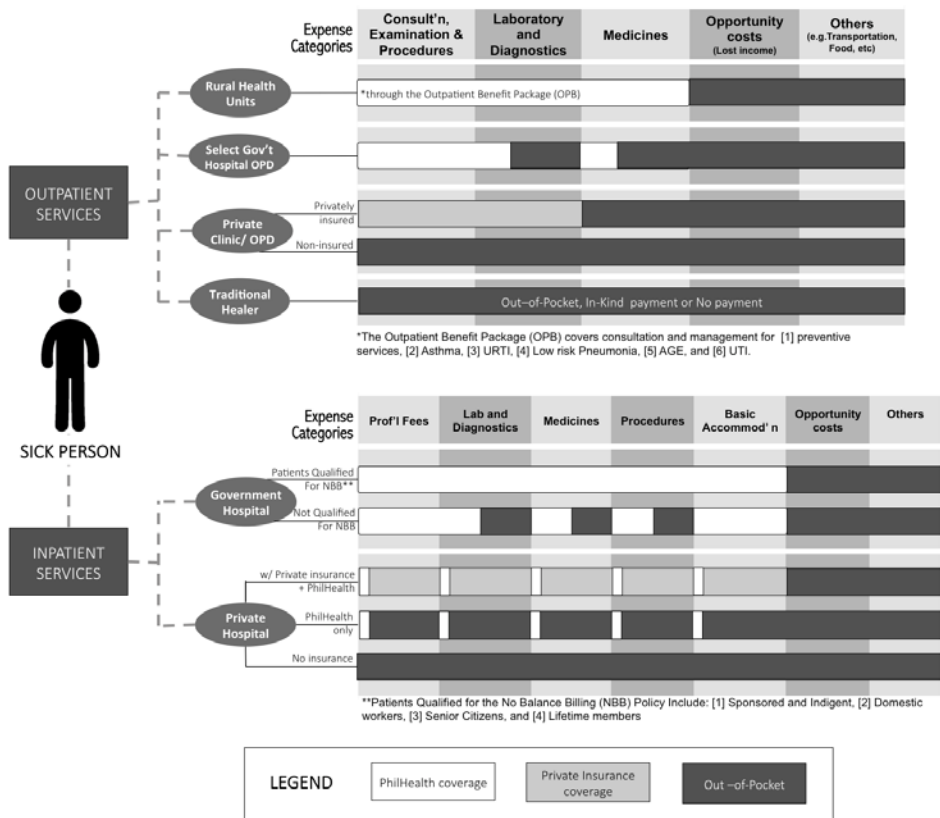 Expense
Categories
Consult'n,
Examination &
Procedures
Laboratory
and
Diagnostics
Medicines
Opportunity
costs
(Lost income)
Others
(e.g.Transportation,
Food, etc)
Rural Health
Units
*through the Outpatient Benefit Package (OPB)
Select Gov't
Hospital OPD
OUTPATIENT
SERVICES
Private
Clinic/ OPD
Privately
insured
Non-insured
Traditional
Healer
Out–of-Pocket, In-Kind payment or No payment
*The Outpatient Benefit Package (OPB) covers consultation and management for [1] preventive
services, [2] Asthma, [3] URTI, [4] Low risk Pneumonia, [5] AGE, and [6] UTI.
SICK PERSON
Expense
Categories
Prof'l Fees
Lab and
Diagnostics
Medicines
Procedures
Basic
Accommod' n
Opportunity
costs
Others
Patients Qualified
For NBB**
Government
Hospital
Not Qualified
For NBB
INPATIENT
SERVICES
w/ Private insurance
+ PhilHealth
Private
Hospital
PhilHealth
only
No insurance
**Patients Qualified for the No Balance Billing (NBB) Policy Include: [1] Sponsored and Indigent, [2] Domestic
workers, [3] Senior Citizens, and [4] Lifetime members
LEGEND
PhilHealth coverage
Private Insurance
coverage
Out –of-Pocket